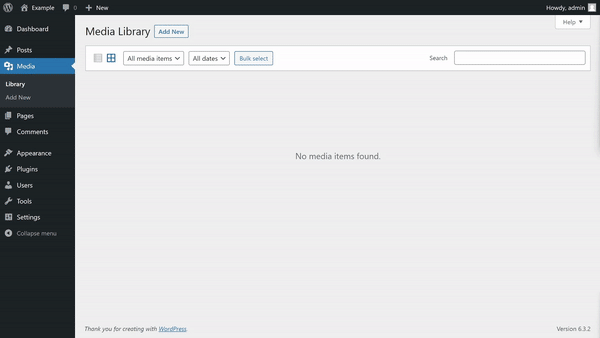 Example 0 New Howdy, admin
Dashboard
Posts
Media
Library
Add New
Pages
Comments
Appearance
Plugins
Users
Tools
Settings
Collapse menu
Help
Media Library Add New
All media items All dates Bulk select Search
No media items found.
Thank you for creating with WordPress. Version 6.3.2